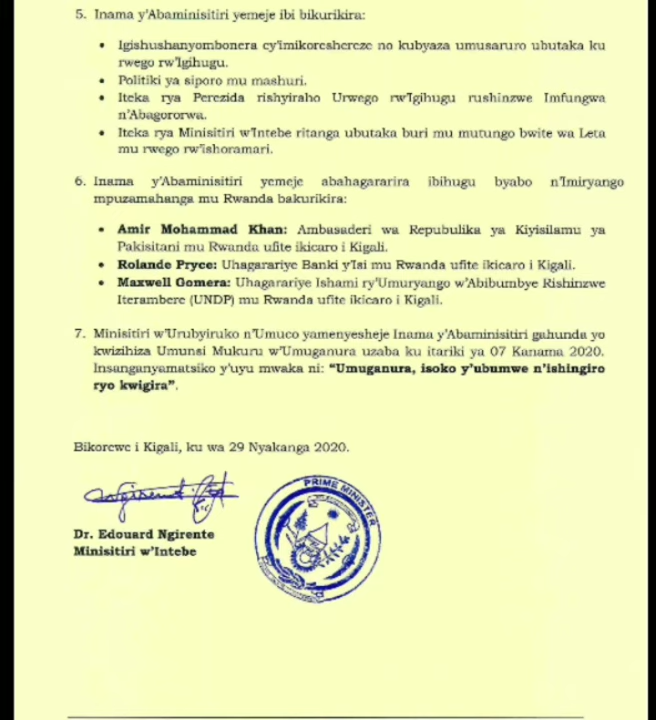 5. Inama y'Abaminisitiri yemeje ibi bikurikira:
• Igishushanyombonera cy'imikoreshereze no kubyaza umusaruro ubutaka ku
rwego rw'Igihugu.
• Politiki ya siporo mu mashuri.
• Iteka rya Perezida rishyiraho Urwego rw'Igihugu rushinzwe Imfungwa
n'Abagororwa.
• Iteka rya Minisitiri w'Intebe ritanga ubutaka buri mu mutungo bwite wa Leta
mu rwego rw'ishoramari.
6. Inama y'Abaminisitiri yemeje abahagararira ibihugu byabo n'Imiryango
mpuzamahanga mu Rwanda bakurikira:
• Amir Mohammad Khan: Ambasaderi wa Repubulika ya Kiyisilamu ya
Pakisitani mu Rwanda ufite ikicaro i Kigali.
• Rolande Pryce: Uhagarariye Banki y'Isi mu Rwanda ufite ikicaro i Kigali.
• Maxwell Gomera: Uhagarariye Ishami ry'Umuryango w'Abibumbye Rishinzwe
Iterambere (UNDP) mu Rwanda ufite ikicaro i Kigali.
7. Minisitiri w'Urubyiruko n'Umuco yamenyesheje Inama y'Abaminisitiri gahunda yo
kwizihiza Umunsi Mukuru w'Umuganura uzaba ku itariki ya 07 Kanama 2020.
Insanganyamatsiko y'uyu mwaka ni: "Umuganura, isoko y'ubumwe n'ishingiro
ryo kwigira".
Bikorewe i Kigali, ku wa 29 Nyakanga 2020.
PRIME MINISTER
Dr. Edouard Ngirente
Minisitiri w'Intebe